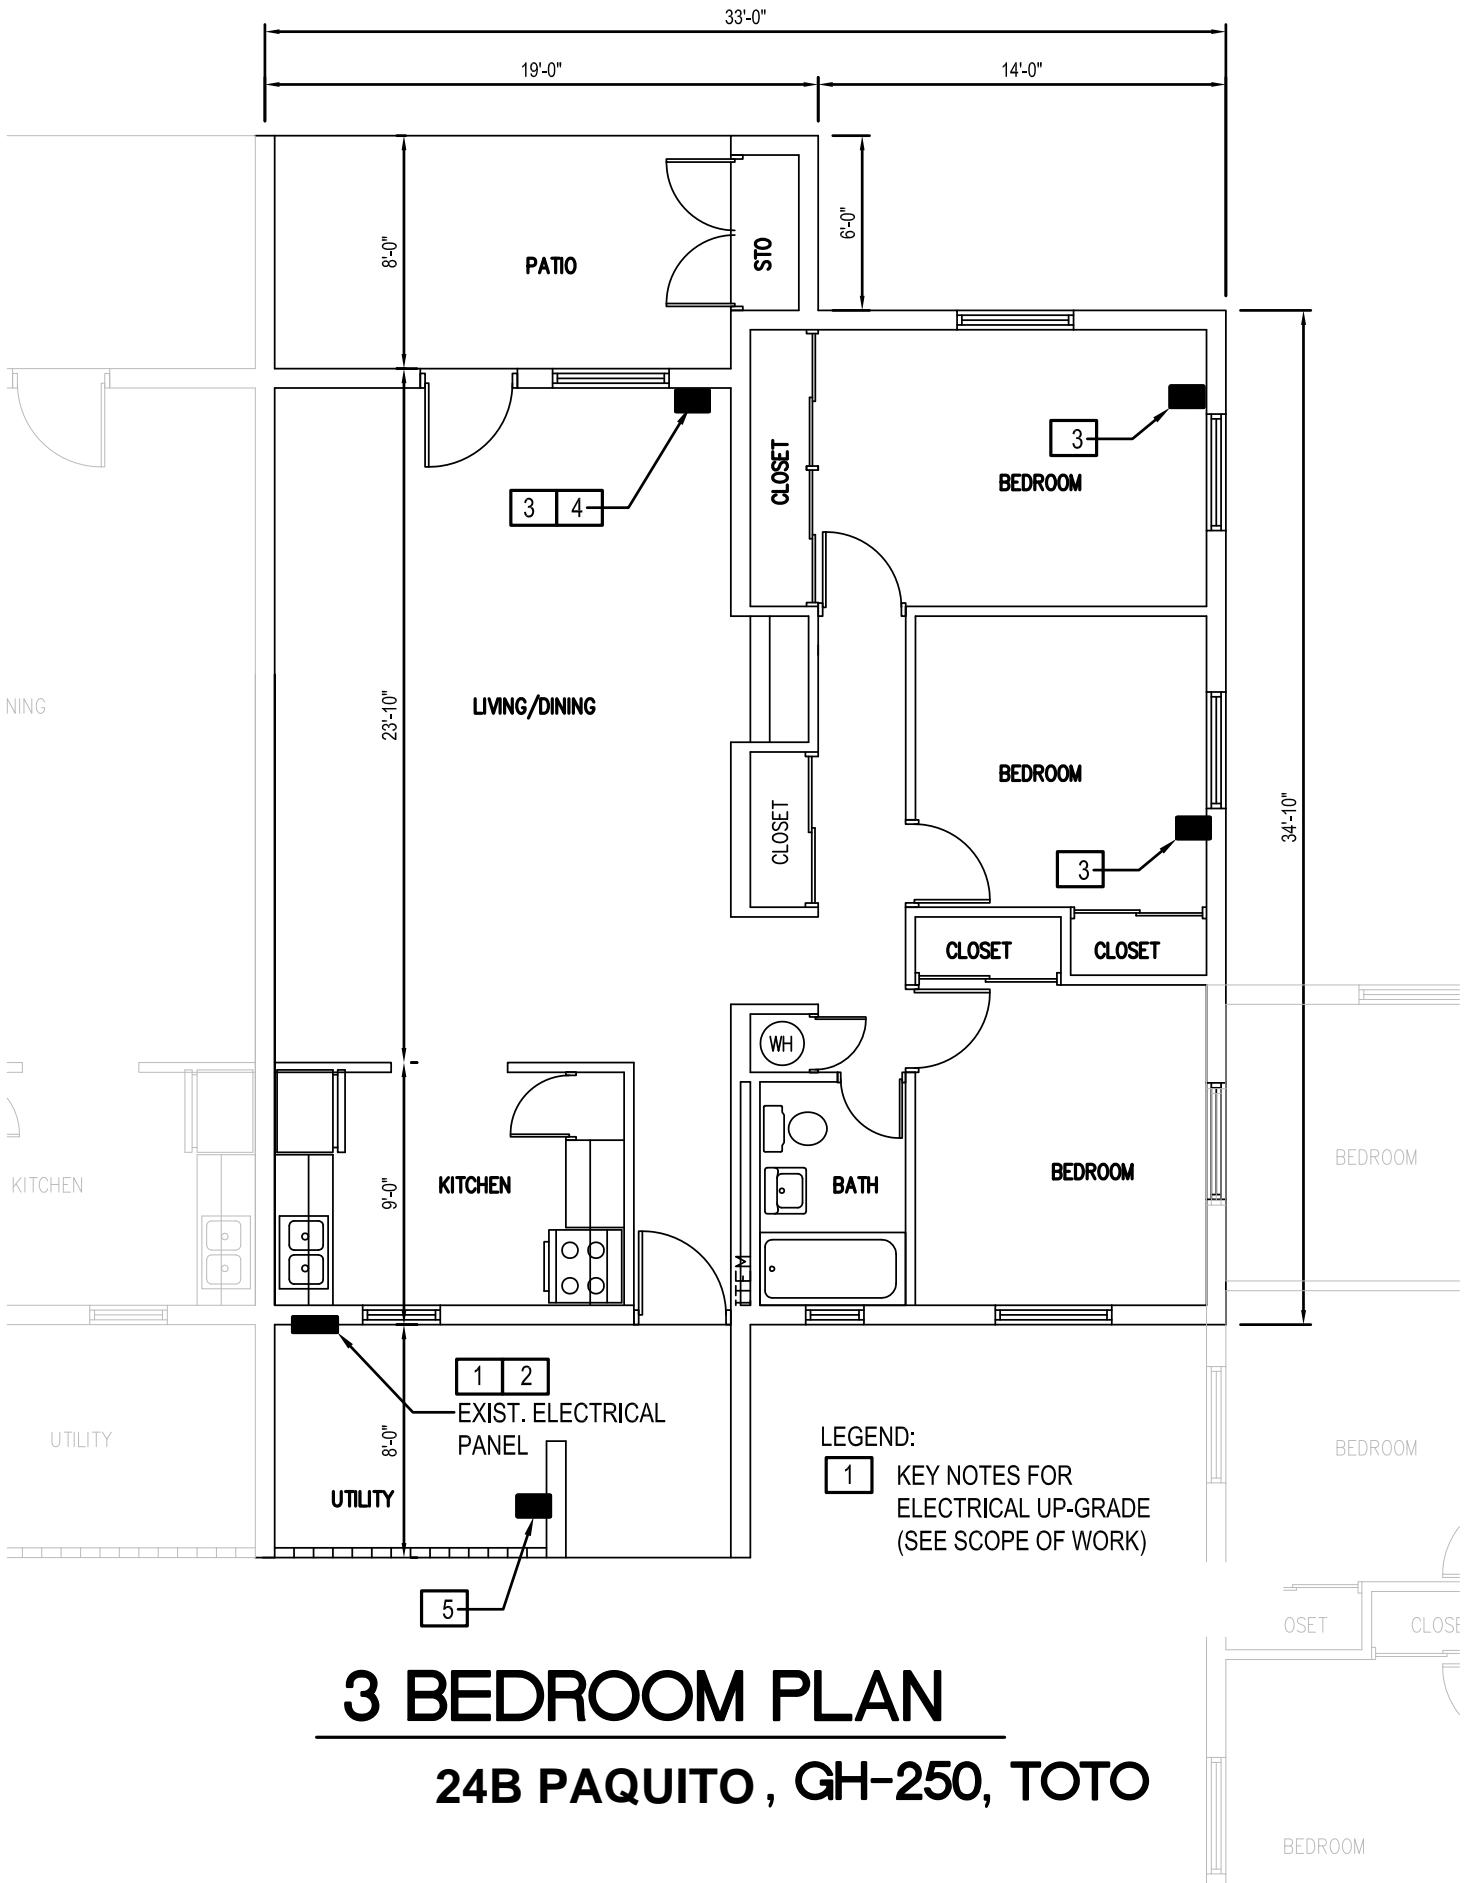 33'-0"
19'-0"
14'-0"
8'-0"
PATIO
STO
6'-0"
3
CLOSET
BEDROOM
3 4
23'-10"
NING
LIVING/DINING
BEDROOM
34'-10"
CLOSET
3
CLOSET
CLOSET
WH
KITCHEN
9'-0"
KITCHEN
BATH
BEDROOM
BEDROOM
ITEM
1 2
EXIST. ELECTRICAL
PANEL
UTILITY
8'-0"
UTILITY
LEGEND:
1 KEY NOTES FOR
ELECTRICAL UP-GRADE
(SEE SCOPE OF WORK)
BEDROOM
5
OSET
CLOSE
3 BEDROOM PLAN
24B PAQUITO, GH-250, TOTO
BEDROOM